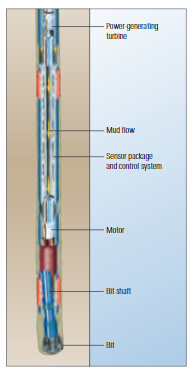 Power-generating
turbine
Mud flow
Sensor package
and control system
Motor
Bit shaft
Bit